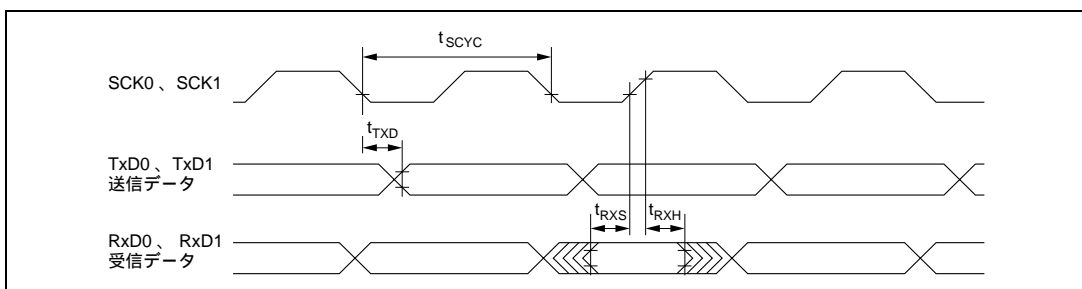 tSCYC
SCK0 、 SCK1
tTXD
TxD0 、 TxD1
送信データ
tRXS
tRXH
RxD0 、 RxD1
受信データ